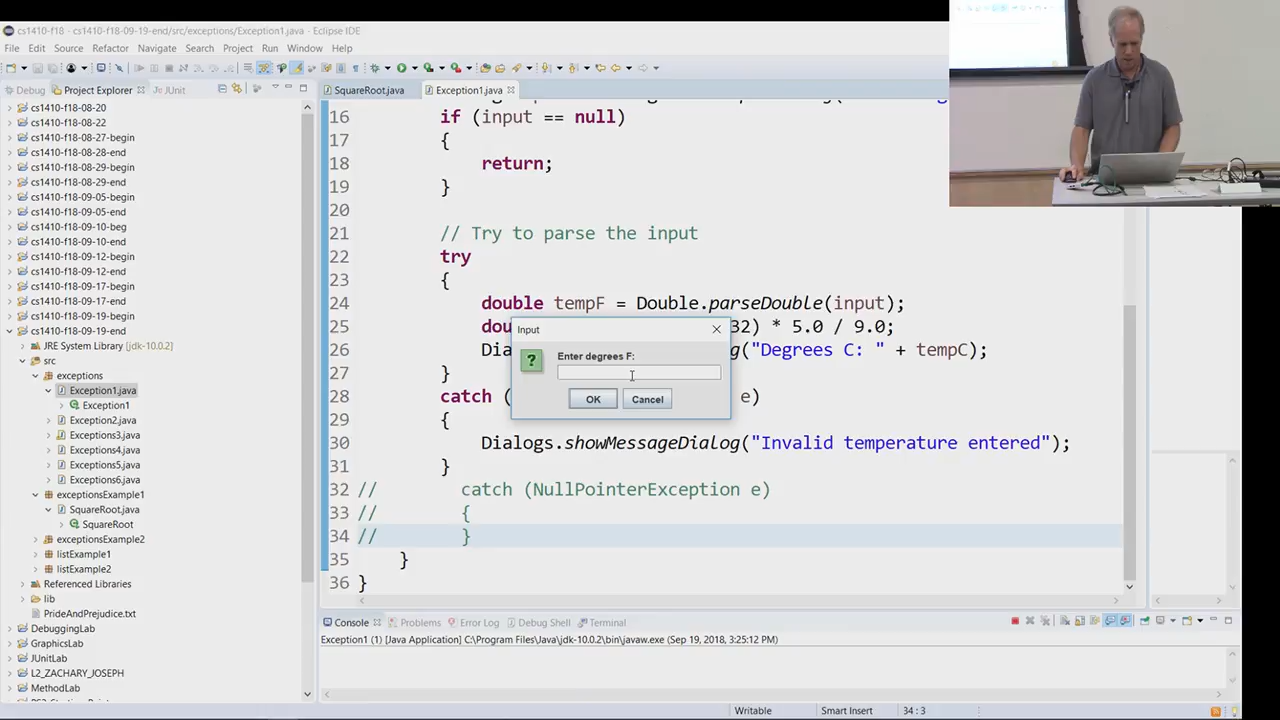 cs1410-f18 - cs1410-f18-09-19-end/src/exceptions/Exception1.java - Eclipse IDE
File Edit Source Refactor Navigate Search Project Run Window Help
Debug Project Explorer JUnit
cs1410-f18-08-20
cs1410-f18-08-22
cs1410-f18-08-27-begin
cs1410-f18-08-28-end
cs1410-f18-08-29-begin
cs1410-f18-08-29-end
cs1410-f18-09-05-begin
cs1410-f18-09-05-end
cs1410-f18-09-10-beg
cs1410-f18-09-10-end
cs1410-f18-09-12-begin
cs1410-f18-09-12-end
cs1410-f18-09-17-begin
cs1410-f18-09-17-end
cs1410-f18-09-19-begin
cs1410-f18-09-19-end
JRE System Library [jdk-10.0.2]
src
exceptions
Exception1.java
Exception1
Exception2.java
Exceptions3.java
Exceptions4.java
Exceptions5.java
Exceptions6.java
exceptionsExample1
SquareRoot.java
SquareRoot
exceptionsExample2
listExample1
listExample2
Referenced Libraries
lib
PrideAndPrejudice.txt
DebuggingLab
GraphicsLab
JUnitLab
L2_ZACHARY_JOSEPH
MethodLab
SquareRoot.java Exception1.java
16 if (input == null)
17 {
18 return;
19 }
20
21 // Try to parse the input
22 try
23 {
24 double tempF = Double.parseDouble(input);
25 dou 32) * 5.0 / 9.0;
26 Dia g("Degrees C: " + tempC);
27 }
28 catch ( e)
29 {
30 Dialogs.showMessageDialog("Invalid temperature entered");
31 }
32 // catch (NullPointerException e)
33 // {
34 // }
35 }
36 }
Input
Enter degrees F:
OK Cancel
Console Problems Error Log Debug Shell Terminal
Exception1 (1) [Java Application] C:\Program Files\Java\jdk-10.0.2\bin\javaw.exe (Sep 19, 2018, 3:25:12 PM)
Writable Smart Insert 34 : 3